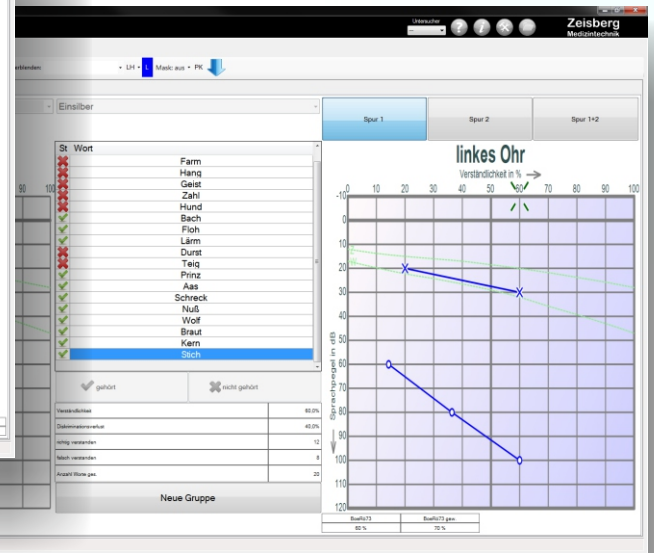 Untersucher
Zeisberg
Medizintechnik
• LH • L Mask: aus • PK
Einsilber
Spur 1
Spur 2
Spur 1+2
St Wort
Farm
Hang
Geist
Zahl
Hund
Bach
Floh
Lärm
Durst
Teig
Prinz
Aas
Schreck
Nuß
Wolf
Braut
Kern
Stich
gehört
nicht gehört
Verständlichkeit 60,0%
Diskriminationsverlust 40,0%
richtig verstanden 12
falsch verstanden 8
Anzahl Worte ges. 20
Neue Gruppe
90 100
linkes Ohr
Verständlichkeit in %
0 10 20 30 40 50 60 70 80 90 100
-10
0
10
20
30
40
50
60
70
80
90
100
120
Sprachpegel in dB